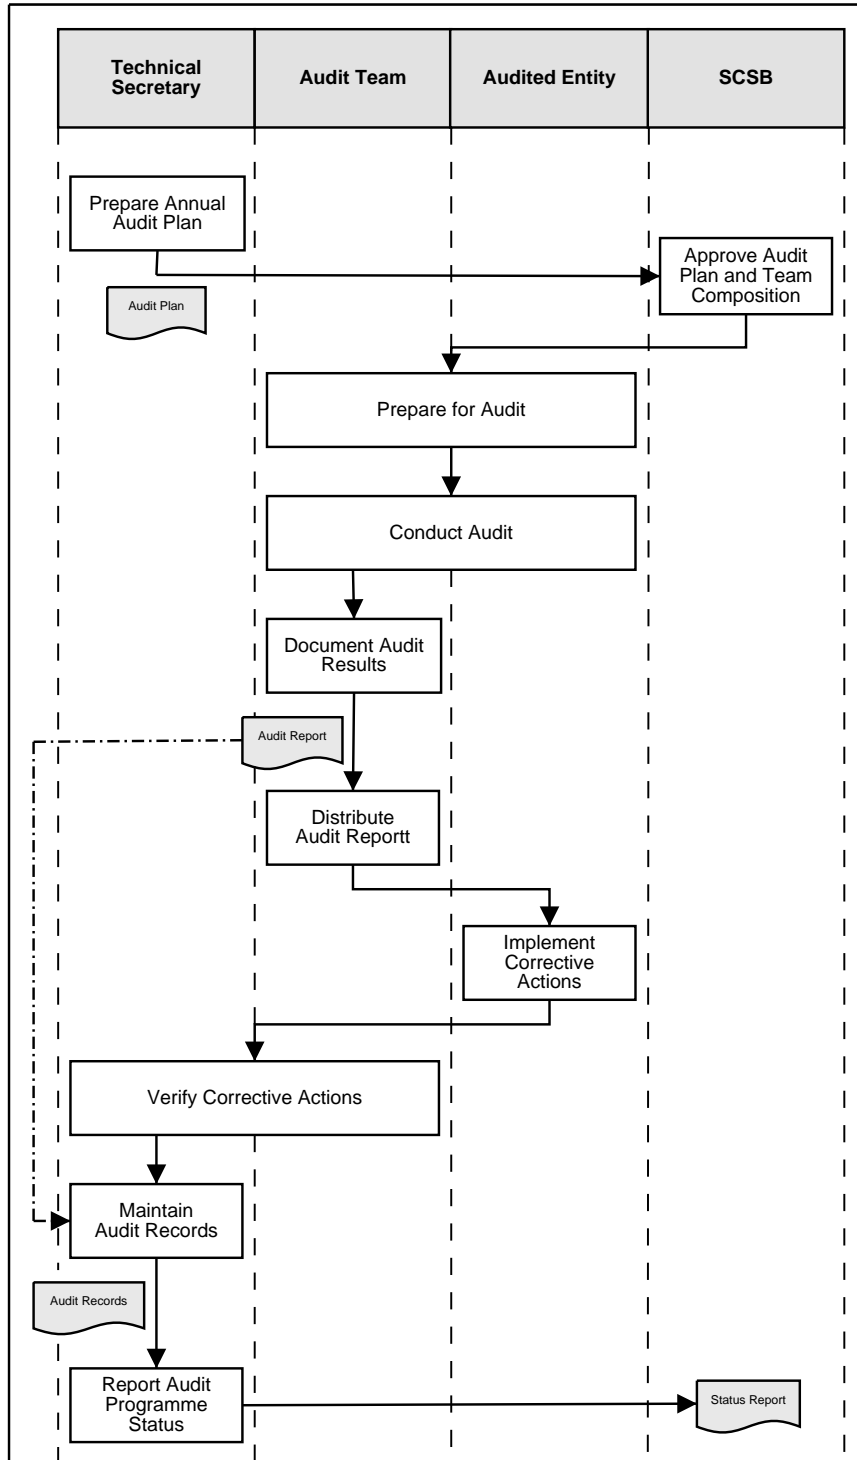 Technical
Secretary
Audit Team
Audited Entity
SCSB
Prepare Annual
Audit Plan
Approve Audit
Plan and Team
Composition
Audit Plan
Prepare for Audit
Conduct Audit
Document Audit
Results
Audit Report
Distribute
Audit Reportt
Implement
Corrective
Actions
Verify Corrective Actions
Maintain
Audit Records
Audit Records
Report Audit
Programme
Status
Status Report